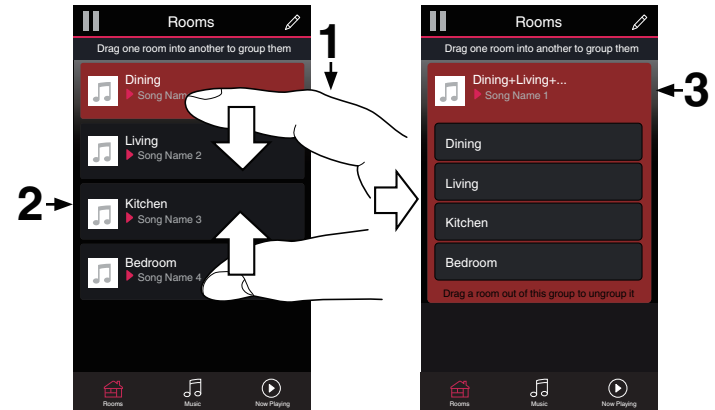 Rooms
Drag one room into another to group them
1
Dining
Song Nam
Living
Song Name 2
2
Kitchen
Song Name 3
Bedroom
Song Name 4
Rooms
Music
Now Playing
Rooms
Drag one room into another to group them
Dining+Living+...
Song Name 1
3
Dining
Living
Kitchen
Bedroom
Drag a room out of this group to ungroup it
Rooms
Music
Now Playing